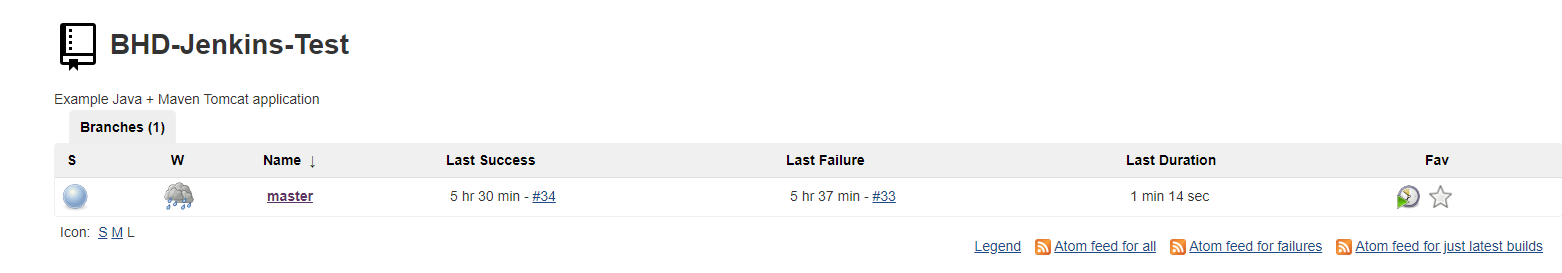 BHD-Jenkins-Test
Example Java + Maven Tomcat application
Branches (1)
S W Name ↓ Last Success Last Failure Last Duration Fav
master 5 hr 30 min - #34 5 hr 37 min - #33 1 min 14 sec
Icon: S M L
Legend Atom feed for all Atom feed for failures Atom feed for just latest builds